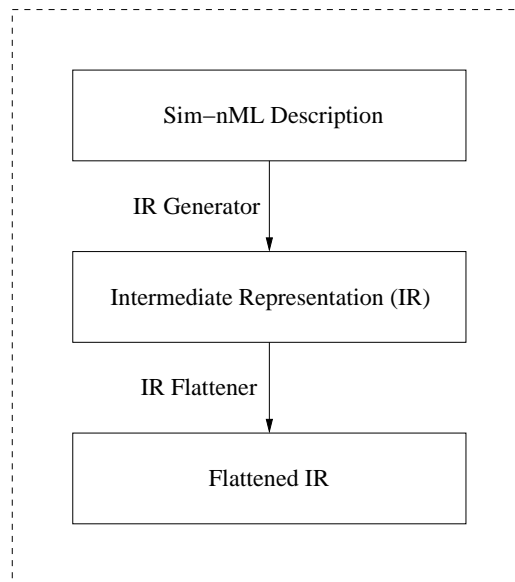 Sim−nML Description
IR Generator
Intermediate Representation (IR)
IR Flattener
Flattened IR